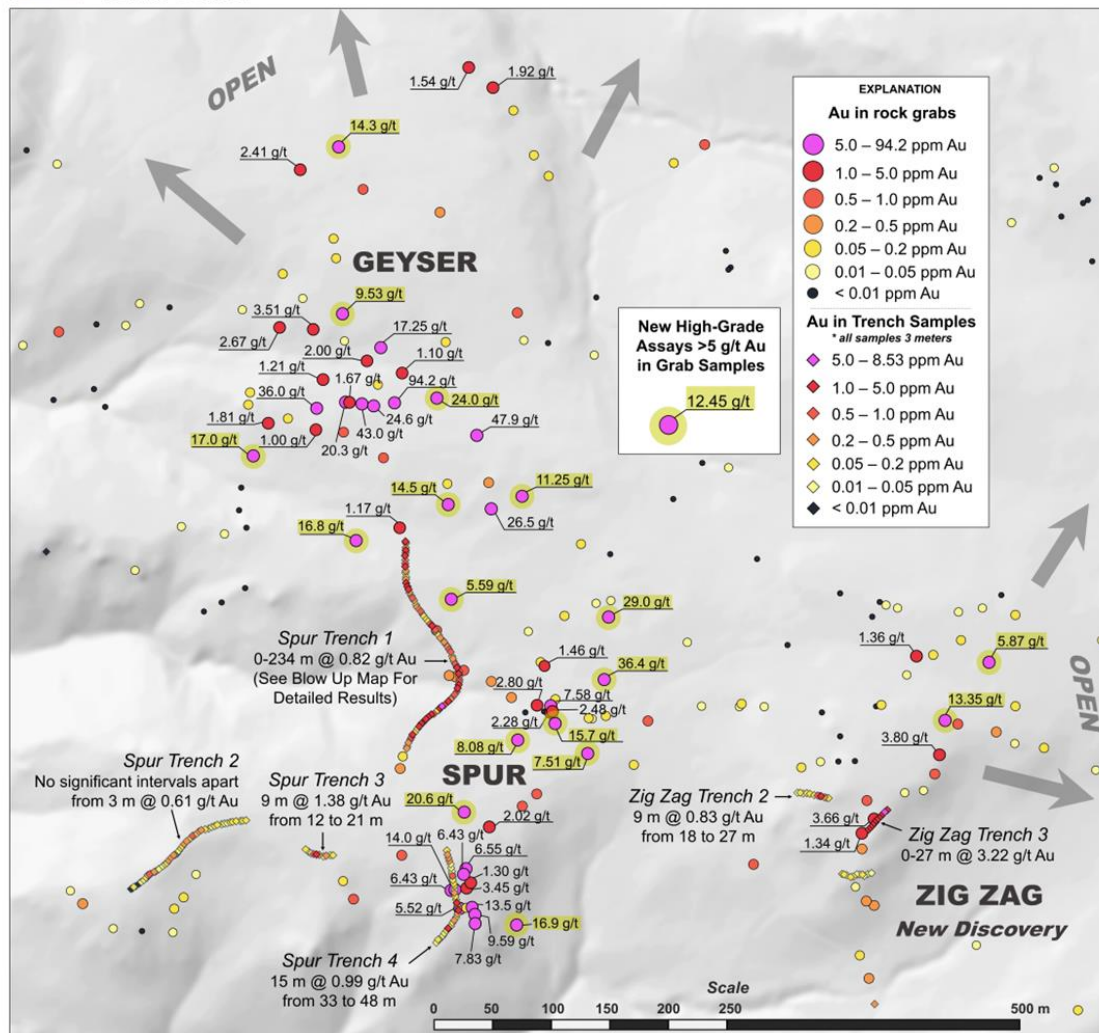 OPEN
1.54 g/t
1.92 g/t
14.3 g/t
2.41 g/t
GEYSER
9.53 g/t
3.51 g/t
2.67 g/t
17.25 g/t
2.00 g/t
1.10 g/t
1.21 g/t
1.67 g/t
94.2 g/t
36.0 g/t
24.0 g/t
1.81 g/t
24.6 g/t
47.9 g/t
1.00 g/t
43.0 g/t
20.3 g/t
17.0 g/t
14.5 g/t
11.25 g/t
1.17 g/t
26.5 g/t
16.8 g/t
5.59 g/t
29.0 g/t
EXPLANATION
Au in rock grabs
5.0 – 94.2 ppm Au
1.0 – 5.0 ppm Au
0.5 – 1.0 ppm Au
0.2 – 0.5 ppm Au
0.05 – 0.2 ppm Au
0.01 – 0.05 ppm Au
< 0.01 ppm Au
Au in Trench Samples
* all samples 3 meters
5.0 – 8.53 ppm Au
1.0 – 5.0 ppm Au
0.5 – 1.0 ppm Au
0.2 – 0.5 ppm Au
0.05 – 0.2 ppm Au
0.01 – 0.05 ppm Au
< 0.01 ppm Au
New High-Grade
Assays >5 g/t Au
in Grab Samples
12.45 g/t
Spur Trench 1
0-234 m @ 0.82 g/t Au
(See Blow Up Map For
Detailed Results)
1.46 g/t
36.4 g/t
2.80 g/t
7.58 g/t
2.48 g/t
2.28 g/t
15.7 g/t
8.08 g/t
7.51 g/t
SPUR
1.36 g/t
5.87 g/t
OPEN
13.35 g/t
3.80 g/t
Spur Trench 2
No significant intervals apart
from 3 m @ 0.61 g/t Au
Spur Trench 3
9 m @ 1.38 g/t Au
from 12 to 21 m
20.6 g/t
2.02 g/t
14.0 g/t
6.43 g/t
6.55 g/t
1.30 g/t
6.43 g/t
3.45 g/t
5.52 g/t
13.5 g/t
9.59 g/t
7.83 g/t
16.9 g/t
Spur Trench 4
15 m @ 0.99 g/t Au
from 33 to 48 m
Zig Zag Trench 2
9 m @ 0.83 g/t Au
from 18 to 27 m
3.66 g/t
1.34 g/t
Zig Zag Trench 3
0-27 m @ 3.22 g/t Au
ZIG ZAG
New Discovery
Scale
0 50 100 150 200 250 500 m